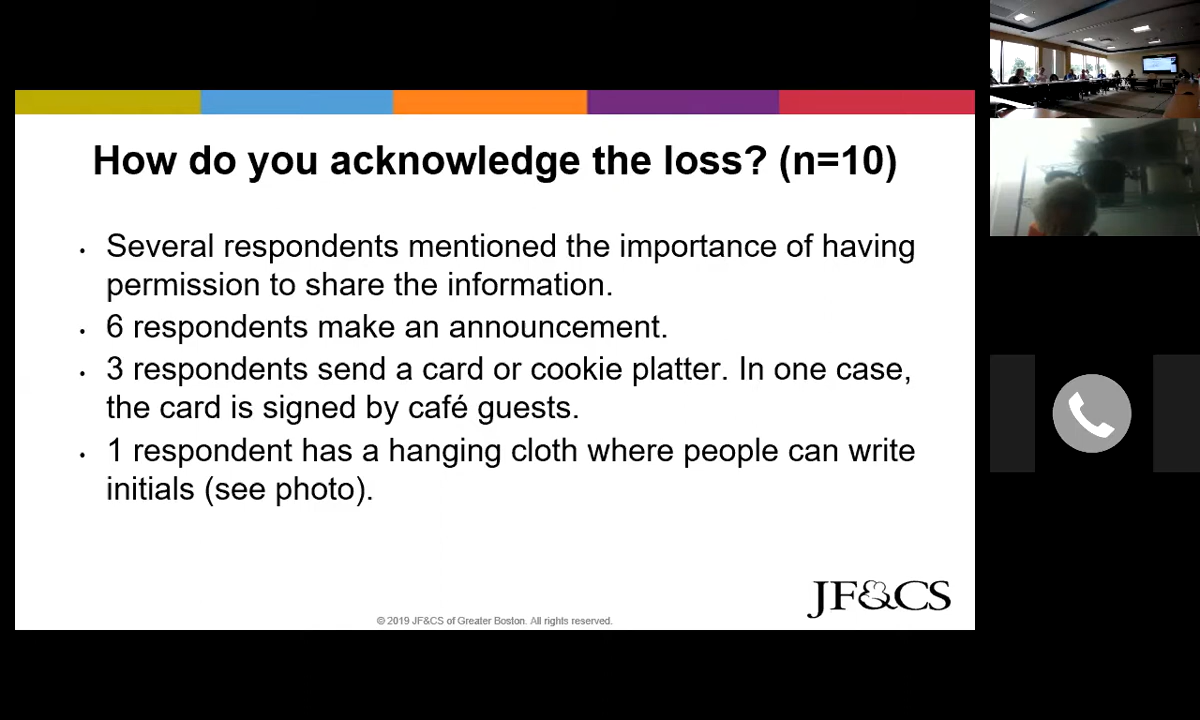 How do you acknowledge the loss? (n=10)
• Several respondents mentioned the importance of having
permission to share the information.
• 6 respondents make an announcement.
• 3 respondents send a card or cookie platter. In one case,
the card is signed by café guests.
• 1 respondent has a hanging cloth where people can write
initials (see photo).
JF&CS
© 2019 JF&CS of Greater Boston. All rights reserved.